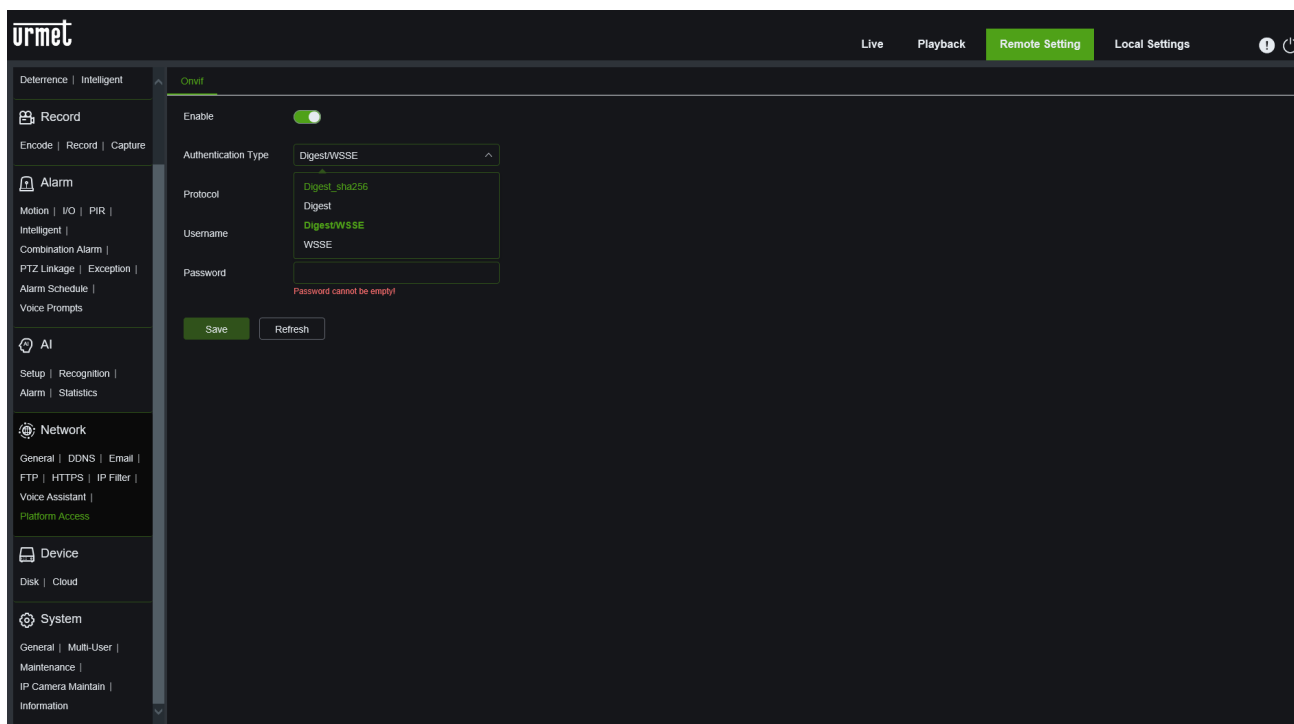 urmet
Live Playback Remote Setting Local Settings
Deterrence | Intelligent
Record
Encode | Record | Capture
Alarm
Motion | I/O | PIR |
Intelligent |
Combination Alarm |
PTZ Linkage | Exception |
Alarm Schedule |
Voice Prompts
AI
Setup | Recognition |
Alarm | Statistics
Network
General | DDNS | Email |
FTP | HTTPS | IP Filter |
Voice Assistant |
Platform Access
Device
Disk | Cloud
System
General | Multi-User |
Maintenance |
IP Camera Maintain |
Information
Onvif
Enable
Authentication Type Digest/WSSE
Digest_sha256
Digest
Digest/WSSE
WSSE
Protocol
Username
Password
Password cannot be empty!
Save Refresh